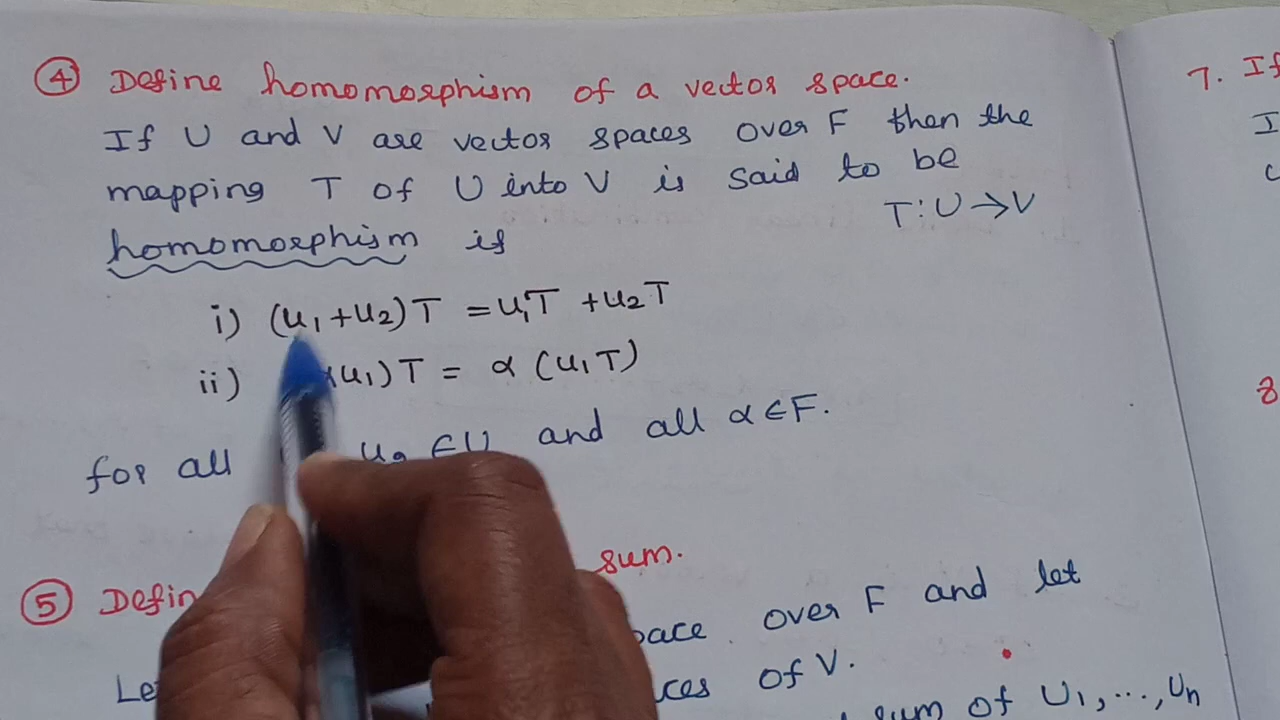 ④ Define homomorphism of a vector space.
If U and V are vector spaces over F then the
mapping T of U into V is said to be
T:U→V
homomorphism if
i) (u₁+u₂)T = u₁T + u₂T
ii) u₁)T = α (u₁T)
for all ∈U and all α∈F.
⑤ sum.
over F and let
of V.
sum of U₁,...,Uₙ
7. If
I
8